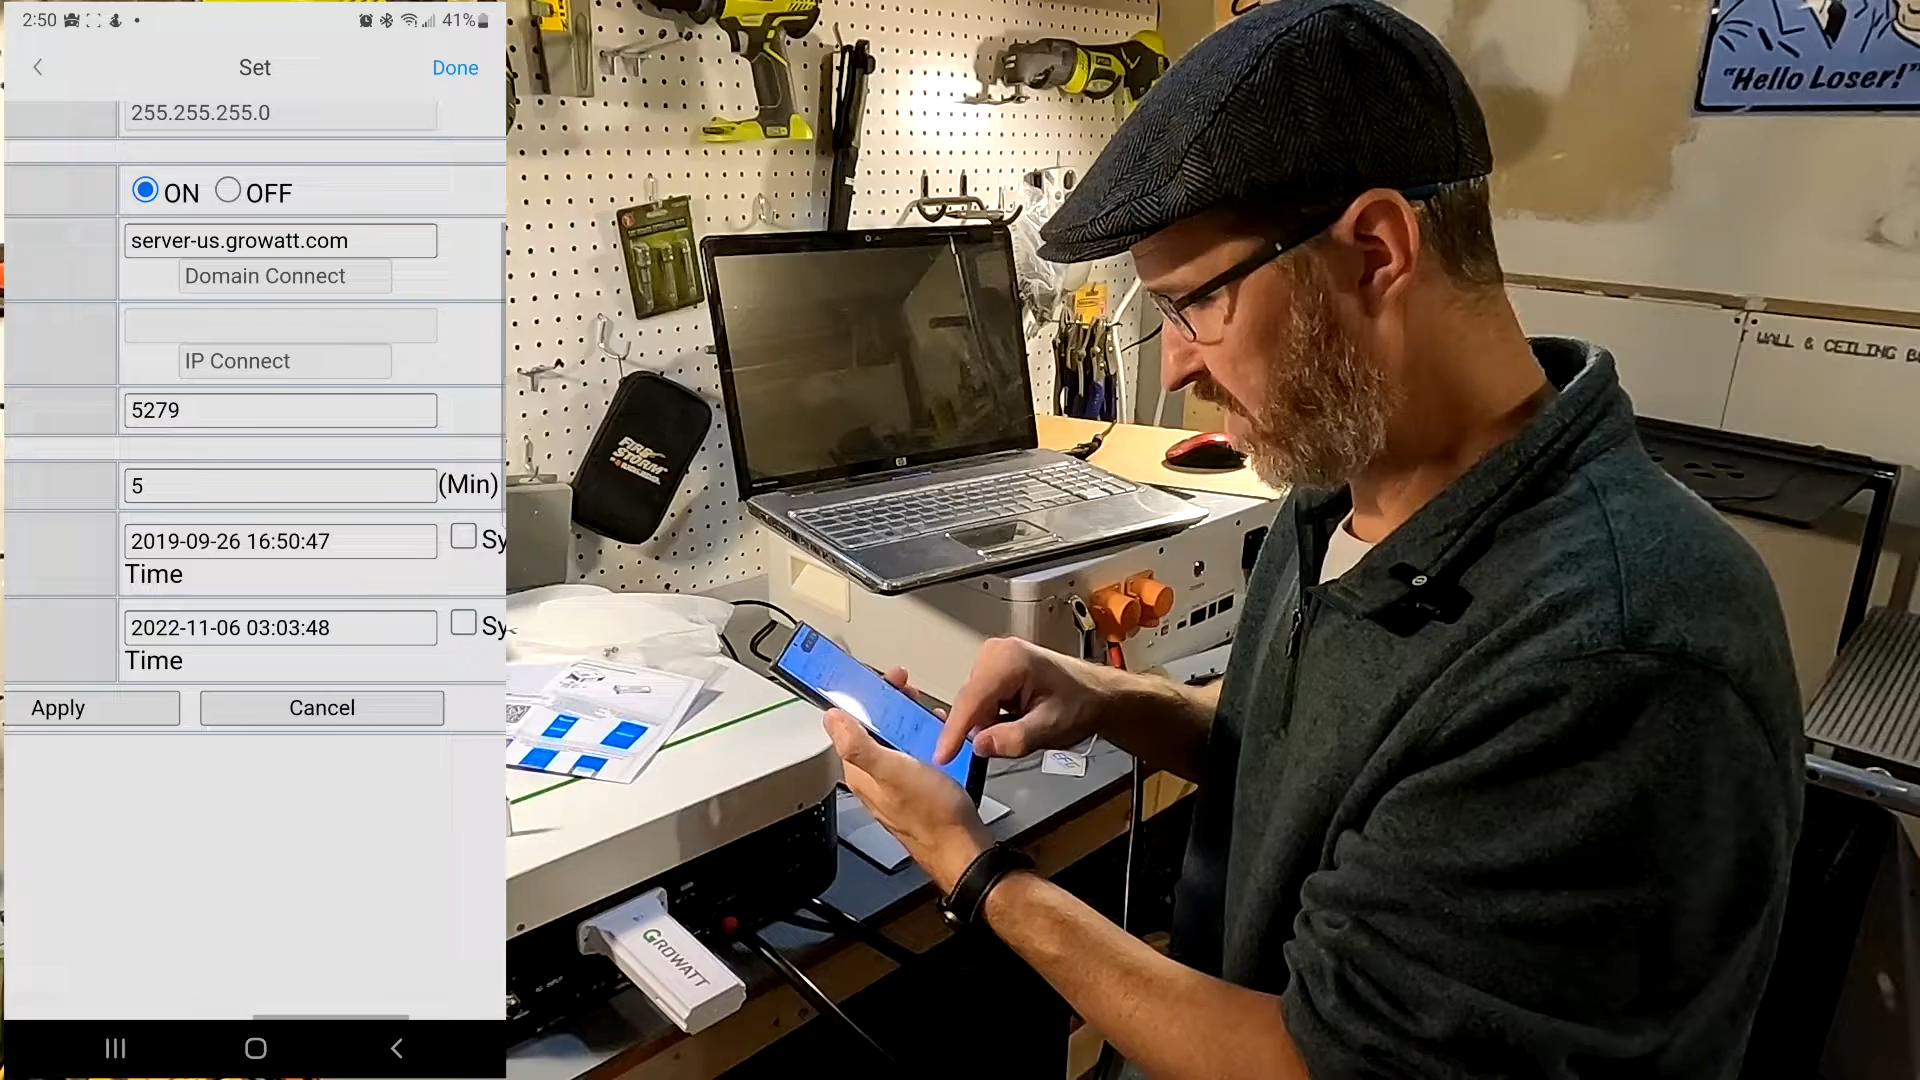 2:50
41%
Set
Done
255.255.255.0
ON OFF
server-us.growatt.com
Domain Connect
IP Connect
5279
5 (Min)
2019-09-26 16:50:47 Sy
Time
2022-11-06 03:03:48 Sy
Time
Apply Cancel
"Hello Loser!"
WALL & CEILING
FIRE
STORM
GROWATT